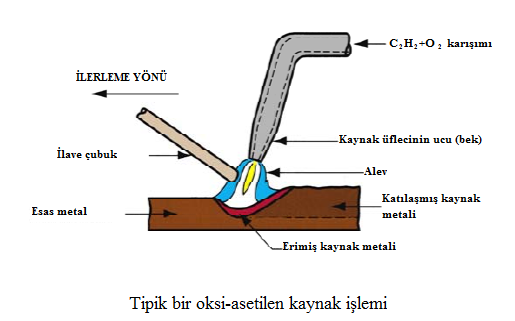 C2H2+O2 karışımı
İLERLEME YÖNÜ
Kaynak üflecinin ucu (bek)
İlave çubuk
Alev
Esas metal
Katılaşmış kaynak
metali
Erimiş kaynak metali
Tipik bir oksi-asetilen kaynak işlemi